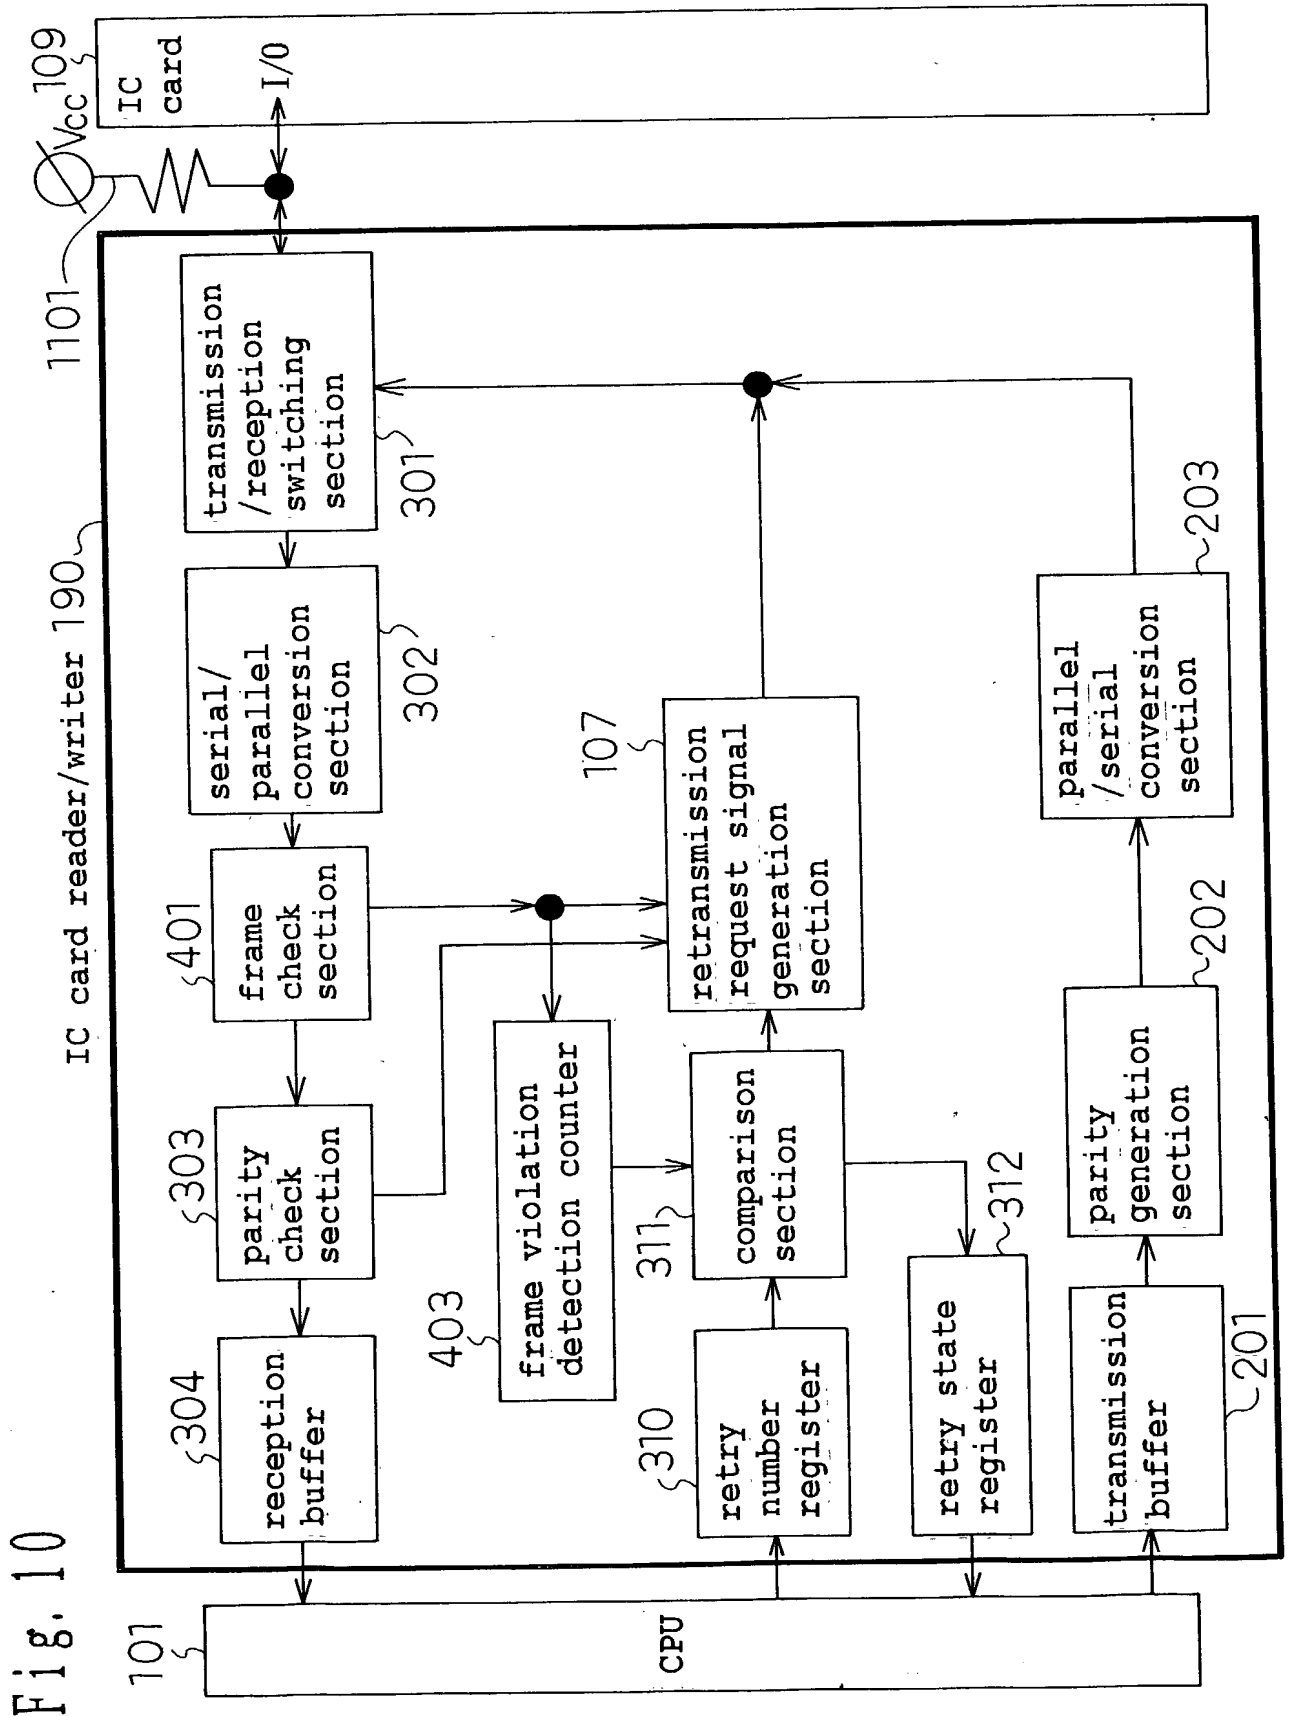 Fig. 10
101
CPU
IC card reader/writer 190
1101
Vcc
109
IC
card
I/O
304
reception
buffer
303
parity
check
section
401
frame
check
section
serial/
parallel
conversion
section
302
transmission
/reception
switching
section
301
403
frame violation
detection counter
107
retransmission
request signal
generation
section
310
retry
number
register
311
comparison
section
retry state
register
312
transmission
buffer
201
parity
generation
section
202
parallel
/serial
conversion
section
203